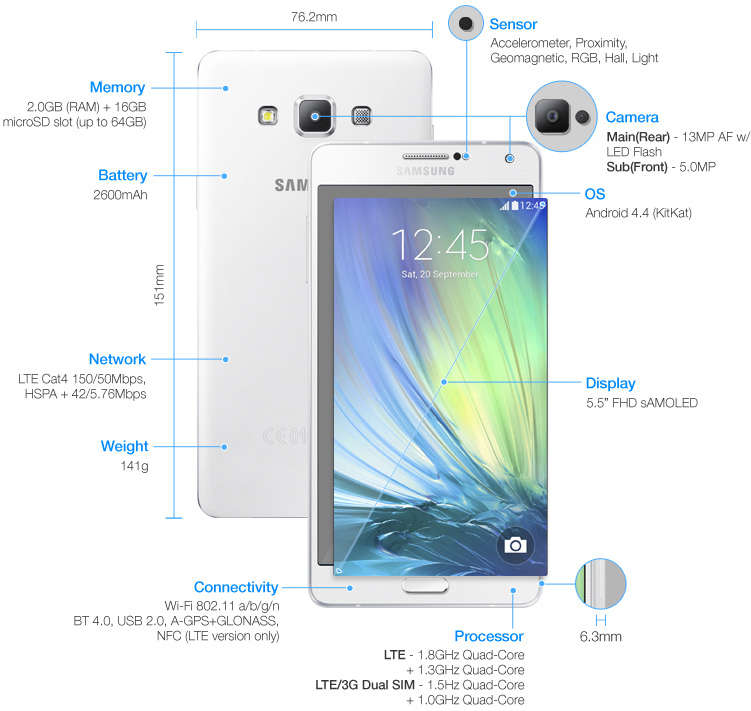 76.2mm
Sensor
Accelerometer, Proximity,
Geomagnetic, RGB, Hall, Light
Memory
2.0GB (RAM) + 16GB
microSD slot (up to 64GB)
Camera
Main(Rear) - 13MP AF w/
LED Flash
Sub(Front) - 5.0MP
Battery
2600mAh
SAM
SAMSUNG
OS
Android 4.4 (KitKat)
12:45
12:45
Sat, 20 September
151mm
Network
LTE Cat4 150/50Mbps,
HSPA + 42/5.76Mbps
Display
5.5" FHD sAMOLED
Weight
141g
CE01
Connectivity
Wi-Fi 802.11 a/b/g/n
BT 4.0, USB 2.0, A-GPS+GLONASS,
NFC (LTE version only)
6.3mm
Processor
LTE - 1.8GHz Quad-Core
+ 1.3GHz Quad-Core
LTE/3G Dual SIM - 1.5Hz Quad-Core
+ 1.0GHz Quad-Core